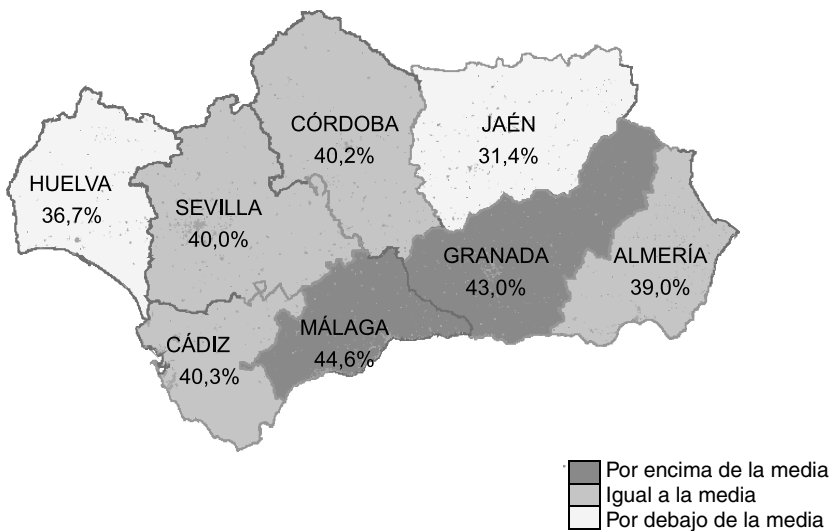 CÓRDOBA
40,2%
JAÉN
31,4%
HUELVA
36,7%
SEVILLA
40,0%
GRANADA
43,0%
ALMERÍA
39,0%
MÁLAGA
44,6%
CÁDIZ
40,3%
Por encima de la media
Igual a la media
Por debajo de la media